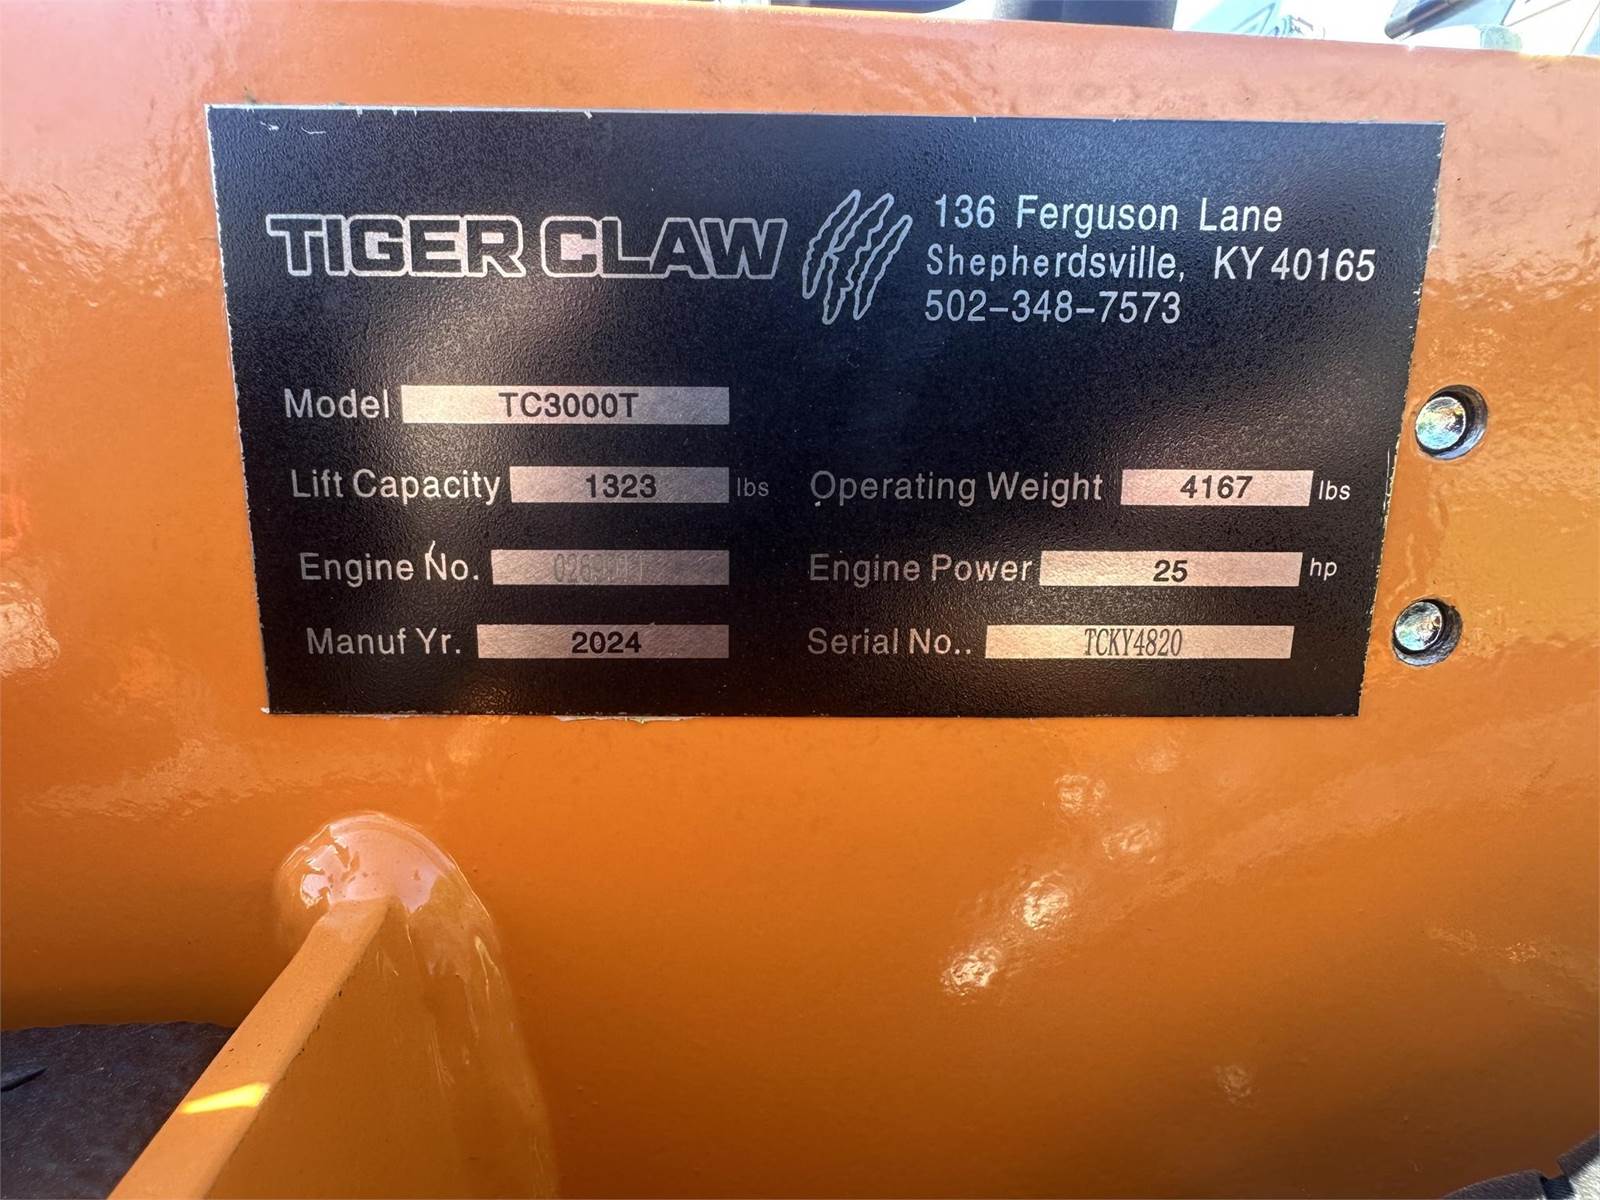 TIGER CLAW
136 Ferguson Lane
Shepherdsville, KY 40165
502-348-7573
Model TC3000T
Lift Capacity 1323 lbs Operating Weight 4167 lbs
Engine No. Engine Power 25 hp
Manuf Yr. 2024 Serial No.. TCKY4820